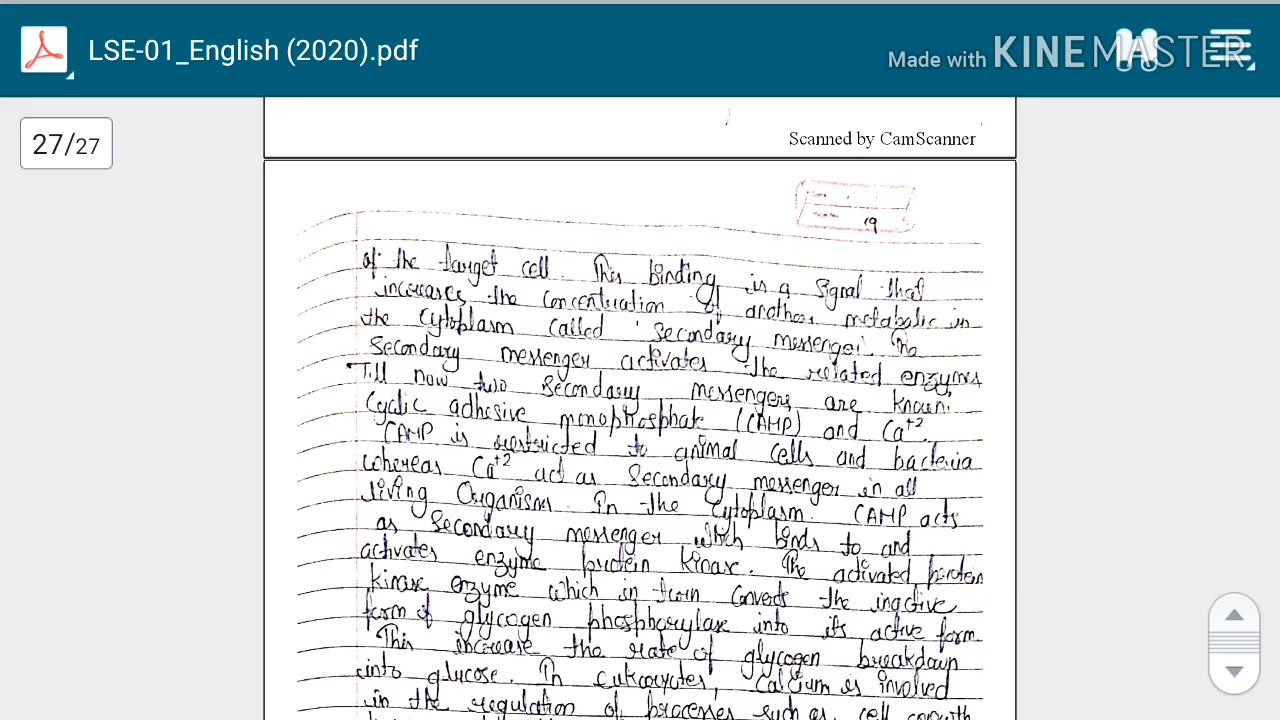 LSE-01_English (2020).pdf
Made with KINEMASTER
27/27
Scanned by CamScanner
19
of the target cell. This binding is a signal that
increases the concentration of another metabolic in
the cytoplasm called 'secondary messenger. The
secondary messenger activates the related enzymes
Till now two secondary messengers are known.
Cyclic adhesive monophosphate (CAMP) and Ca+2.
CAMP is restricted to animal cells and bacteria
whereas Ca+2 act as secondary messenger in all
living organism. In the cytoplasm. CAMP acts
as secondary messenger which binds to and
activates enzyme protein kinase. The activated protein
kinase enzyme which in turn converts the inactive
form of glycogen phosphorylase into its active form
This increase the rate of glycogen breakdown
into glucose. In eukaryotes, calcium is involved
in the regulation of processes such as cell growth